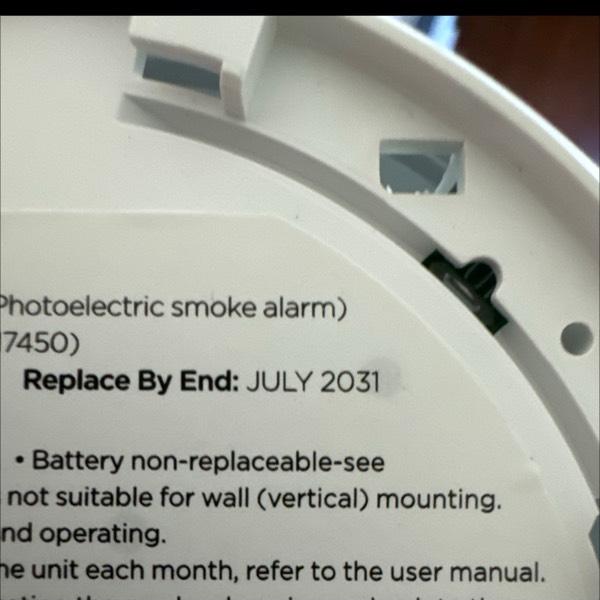 Photoelectric smoke alarm)
7450)
Replace By End: JULY 2031
• Battery non-replaceable-see
not suitable for wall (vertical) mounting.
nd operating.
he unit each month, refer to the user manual.